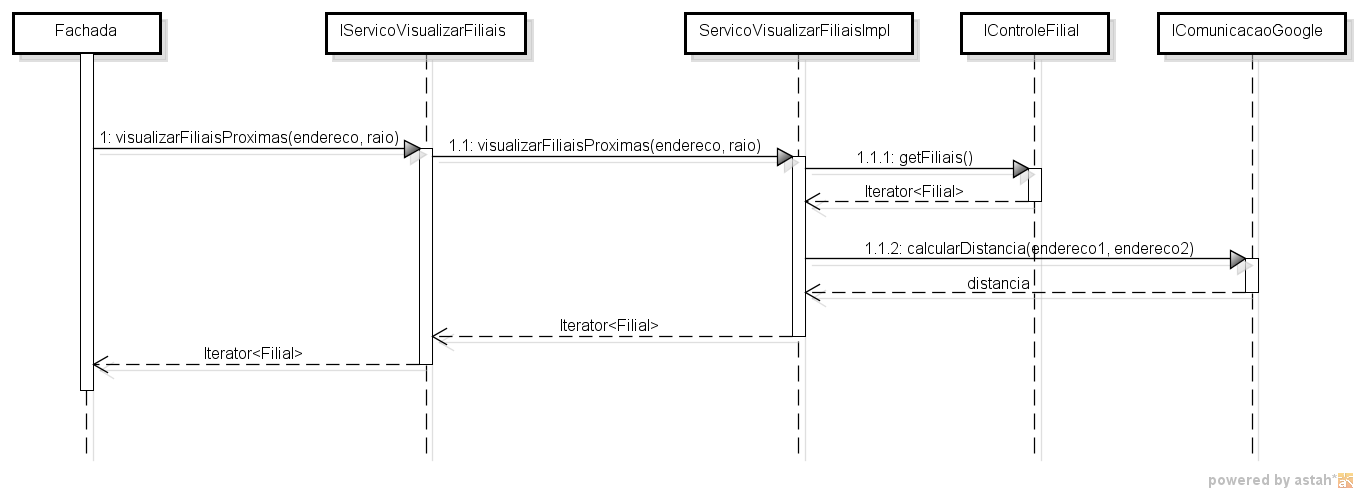 Fachada
IServicoVisualizarFiliais
ServicoVisualizarFiliaisImpl
IControleFilial
IComunicacaoGoogle
1: visualizarFiliaisProximas(endereco, raio)
1.1: visualizarFiliaisProximas(endereco, raio)
1.1.1: getFiliais()
Iterator<Filial>
1.1.2: calcularDistancia(endereco1, endereco2)
distancia
Iterator<Filial>
Iterator<Filial>
powered by astah*